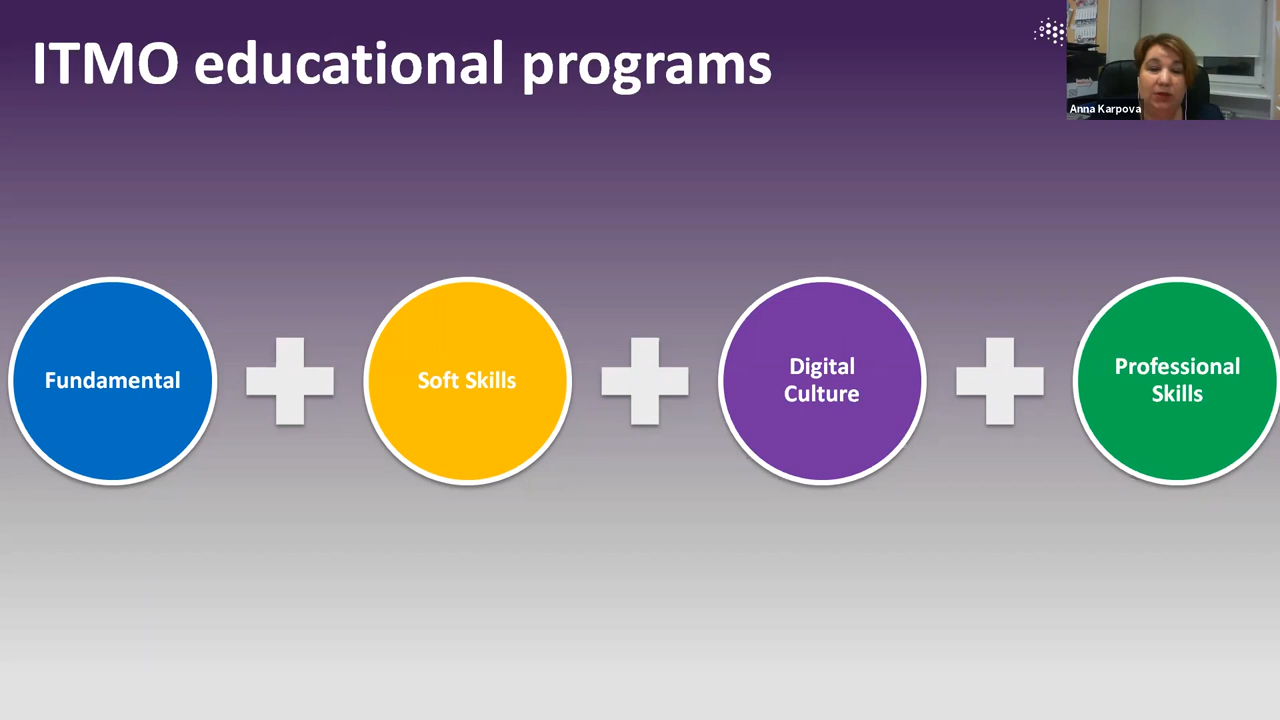 ITMO educational programs
Anna Karpova
Fundamental
Soft Skills
Digital
Culture
Professional
Skills